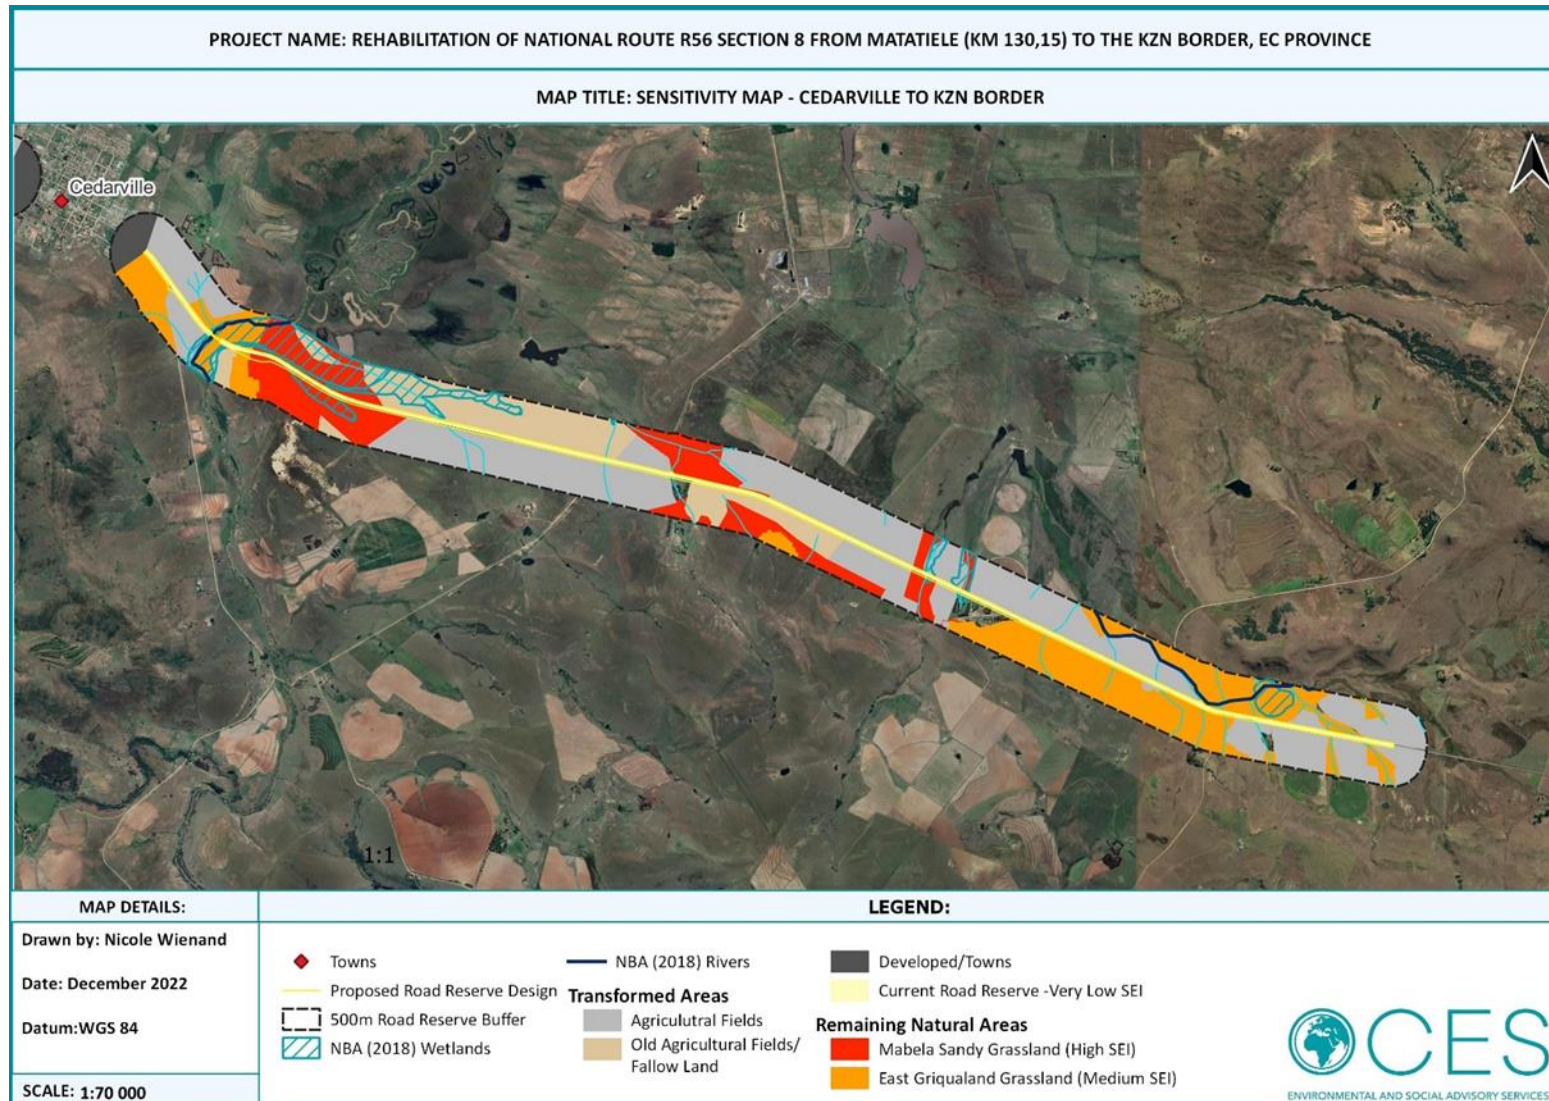 PROJECT NAME: REHABILITATION OF NATIONAL ROUTE R56 SECTION 8 FROM MATATIELE (KM 130,15) TO THE KZN BORDER, EC PROVINCE
MAP TITLE: SENSITIVITY MAP - CEDARVILLE TO KZN BORDER
Cedarville
1:1
MAP DETAILS:
Drawn by: Nicole Wienand
Date: December 2022
Datum:WGS 84
SCALE: 1:70 000
LEGEND:
Towns
Proposed Road Reserve Design
500m Road Reserve Buffer
NBA (2018) Wetlands
NBA (2018) Rivers
Transformed Areas
Agriculutral Fields
Old Agricultural Fields/
Fallow Land
Developed/Towns
Current Road Reserve -Very Low SEI
Remaining Natural Areas
Mabela Sandy Grassland (High SEI)
East Griqualand Grassland (Medium SEI)
CES
ENVIRONMENTAL AND SOCIAL ADVISORY SERVICES